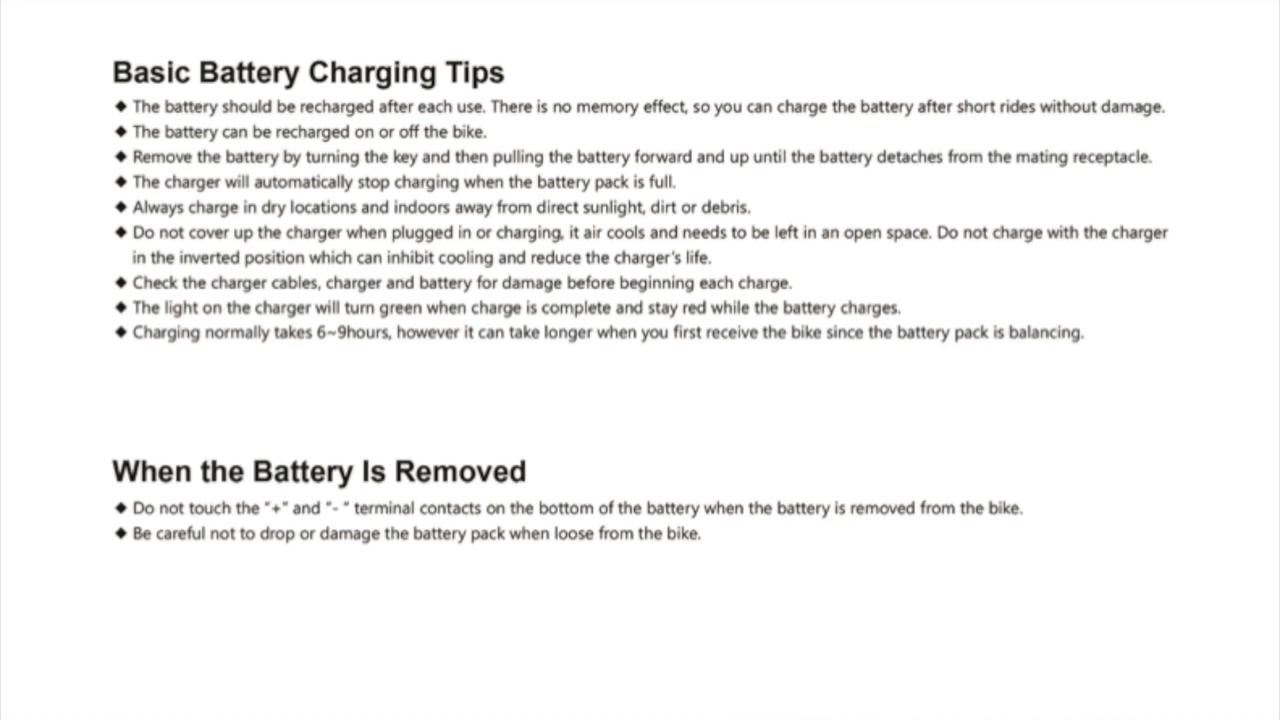 Basic Battery Charging Tips
◆ The battery should be recharged after each use. There is no memory effect, so you can charge the battery after short rides without damage.
◆ The battery can be recharged on or off the bike.
◆ Remove the battery by turning the key and then pulling the battery forward and up until the battery detaches from the mating receptacle.
◆ The charger will automatically stop charging when the battery pack is full.
◆ Always charge in dry locations and indoors away from direct sunlight, dirt or debris.
◆ Do not cover up the charger when plugged in or charging, it air cools and needs to be left in an open space. Do not charge with the charger
in the inverted position which can inhibit cooling and reduce the charger's life.
◆ Check the charger cables, charger and battery for damage before beginning each charge.
◆ The light on the charger will turn green when charge is complete and stay red while the battery charges.
◆ Charging normally takes 6~9hours, however it can take longer when you first receive the bike since the battery pack is balancing.
When the Battery Is Removed
◆ Do not touch the "+" and "- " terminal contacts on the bottom of the battery when the battery is removed from the bike.
◆ Be careful not to drop or damage the battery pack when loose from the bike.